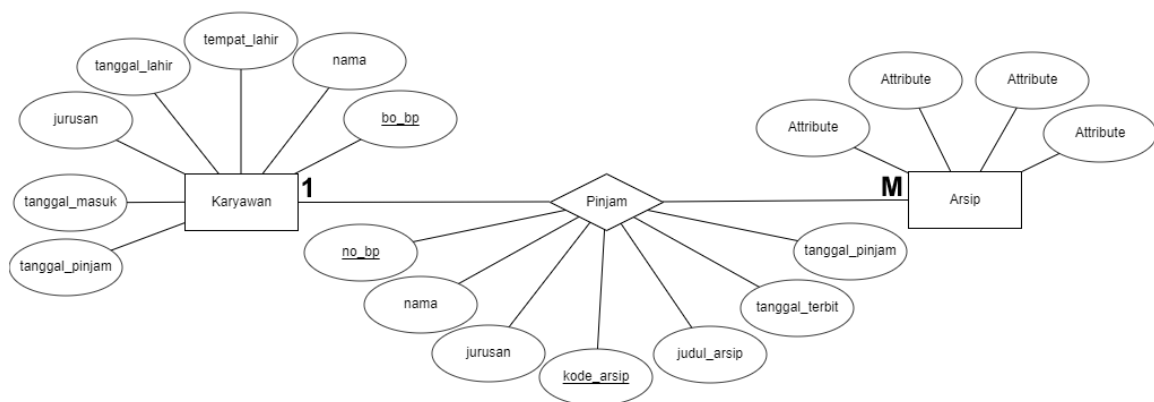 tempat_lahir
tanggal_lahir
nama
jurusan
bo_bp
tanggal_masuk
Karyawan
tanggal_pinjam
1
Pinjam
M
Arsip
Attribute
Attribute
Attribute
Attribute
no_bp
nama
jurusan
kode_arsip
judul_arsip
tanggal_terbit
tanggal_pinjam